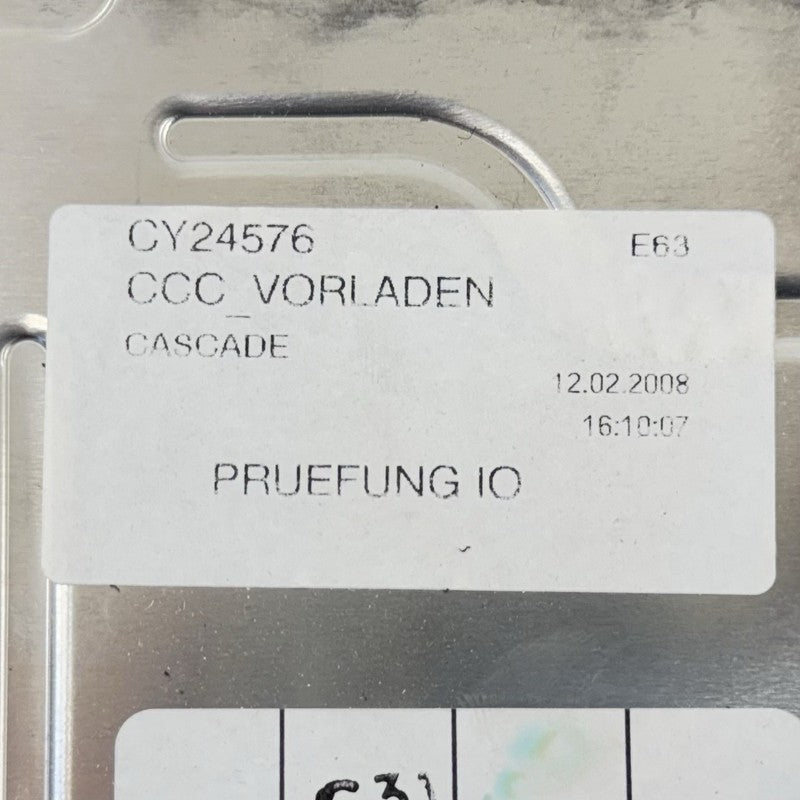 CY24576 E63
CCC_VORLADEN
CASCADE
12.02.2008
16:10:07
PRUEFUNG IO